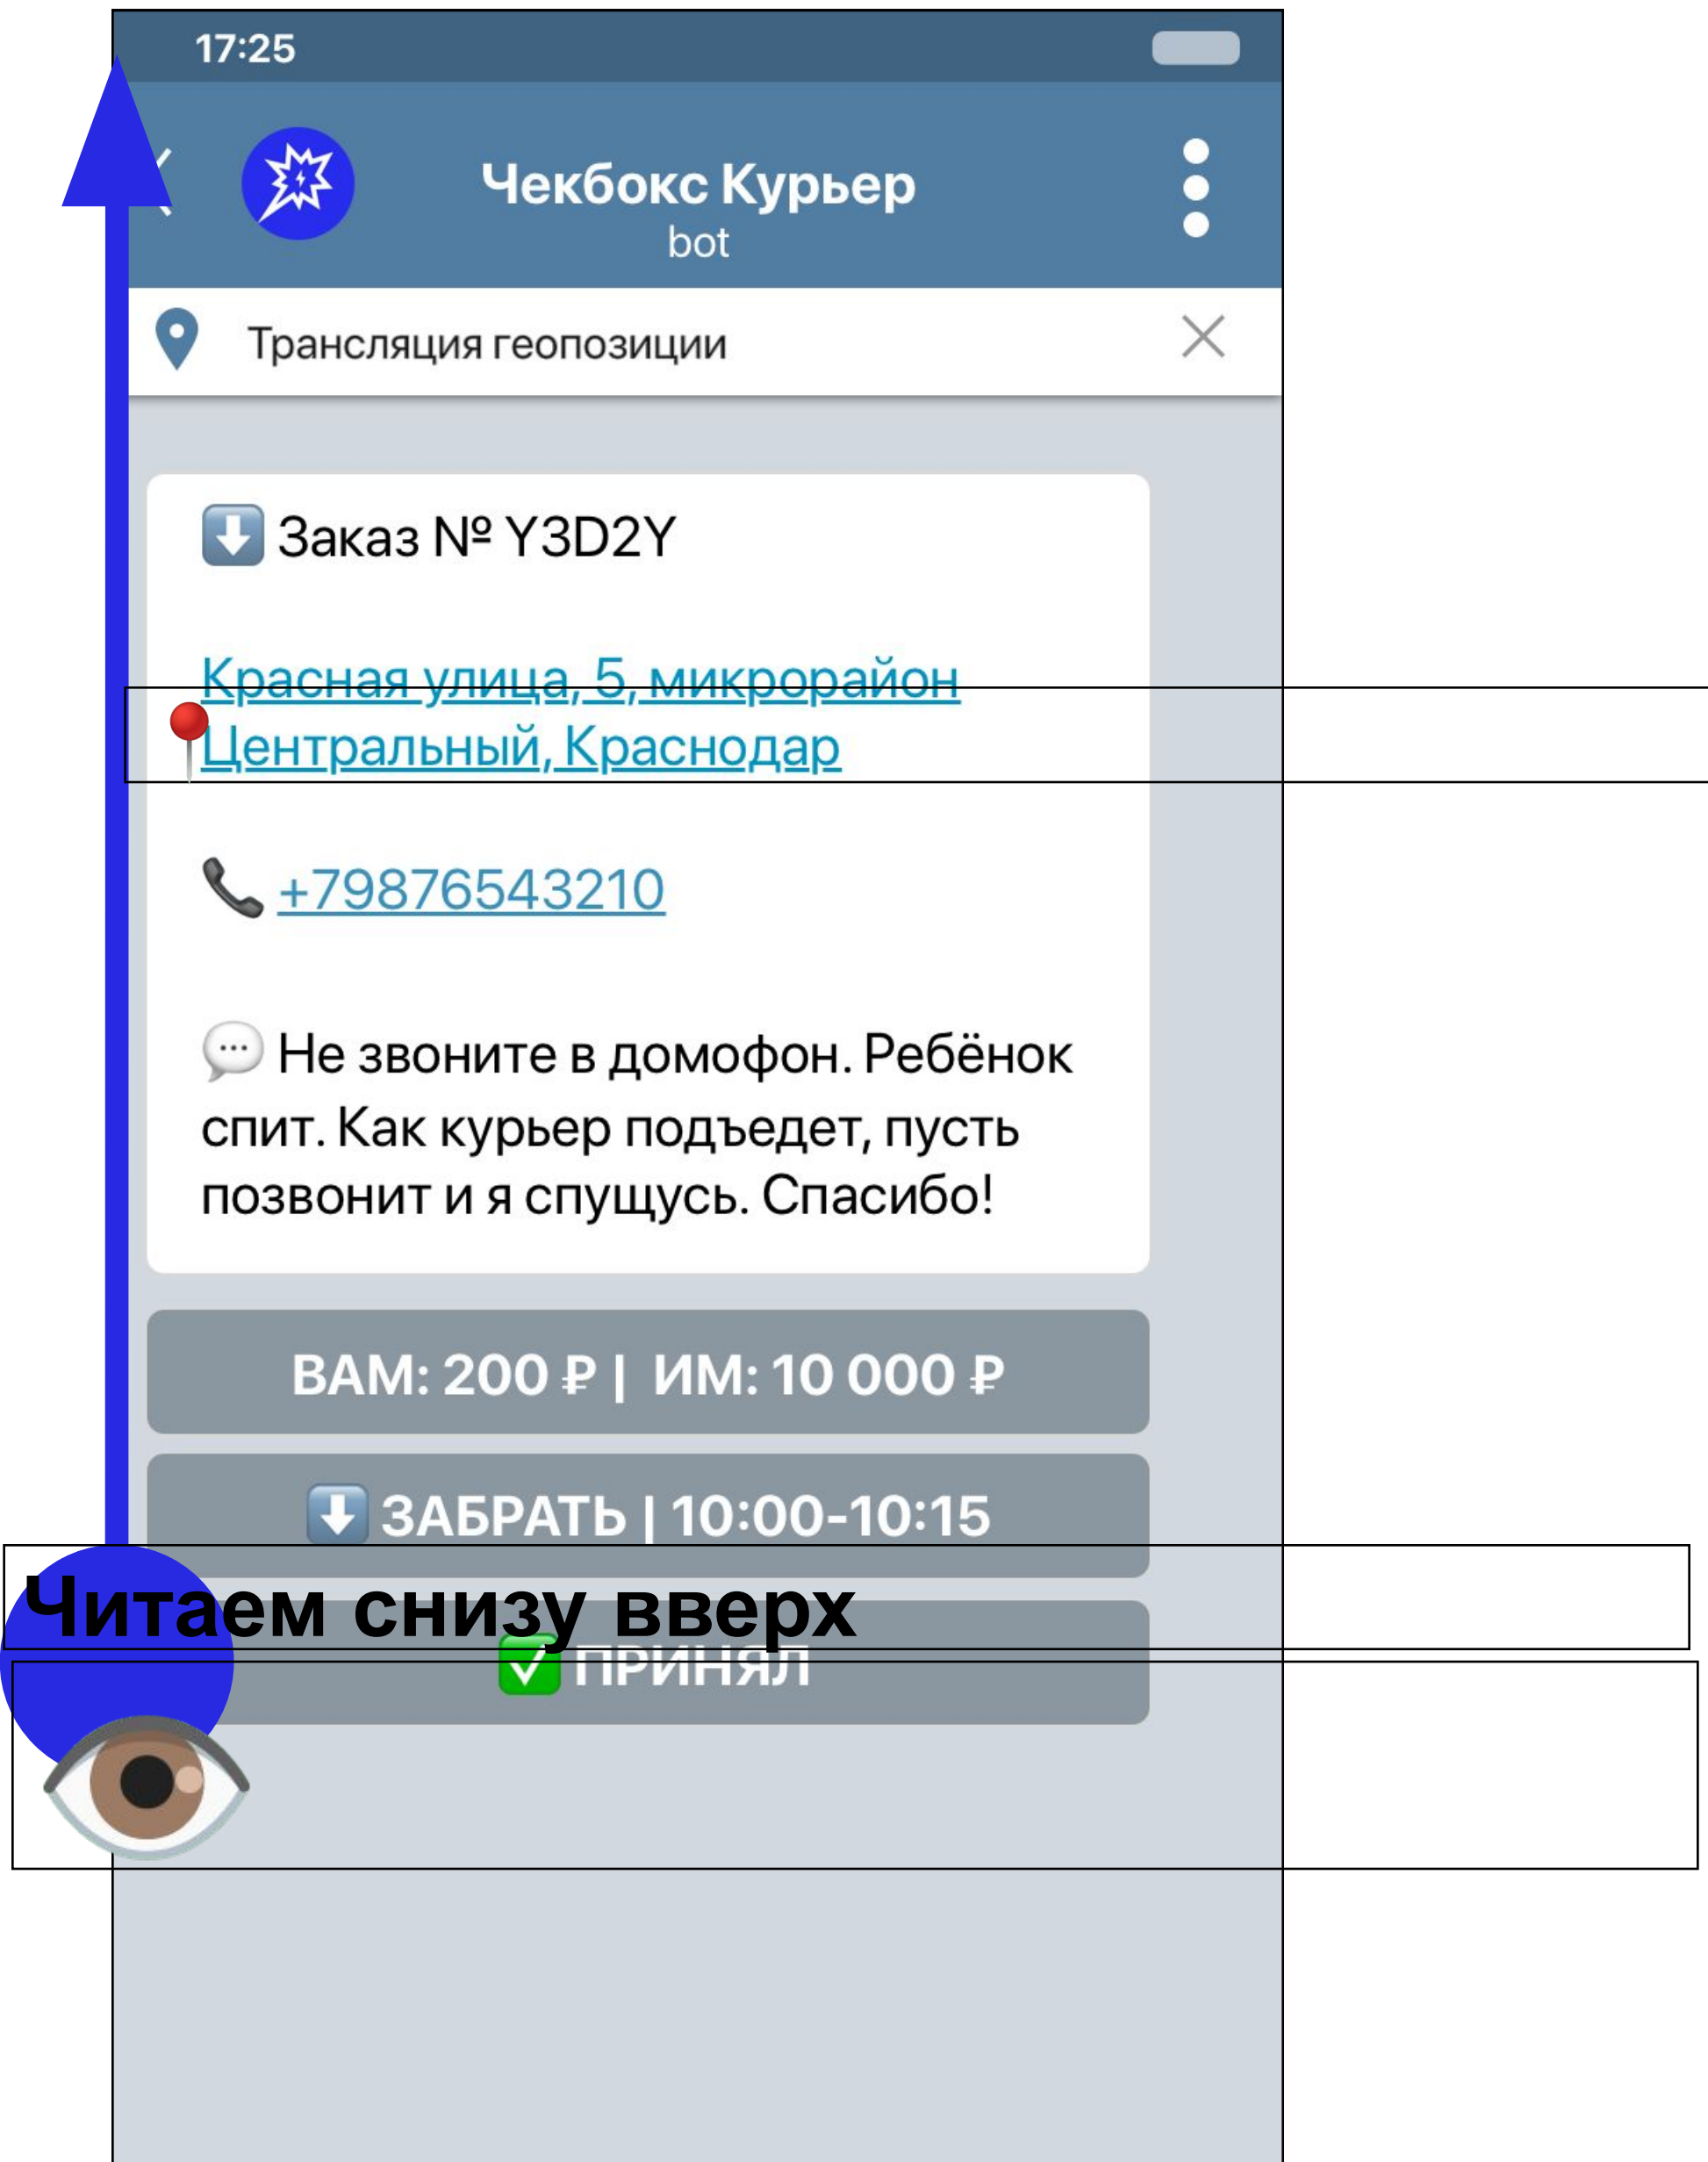 17:25
Чекбокс Курьер
bot
Трансляция геопозиции
Заказ № Y3D2Y
Красная улица, 5, микрорайон
Центральный, Краснодар
+79876543210
Не звоните в домофон. Ребёнок
спит. Как курьер подъедет, пусть
позвонит и я спущусь. Спасибо!
ВАМ: 200 ₽ | ИМ: 10 000 ₽
ЗАБРАТЬ | 10:00-10:15
Читаем снизу вверх
ПРИНЯЛ